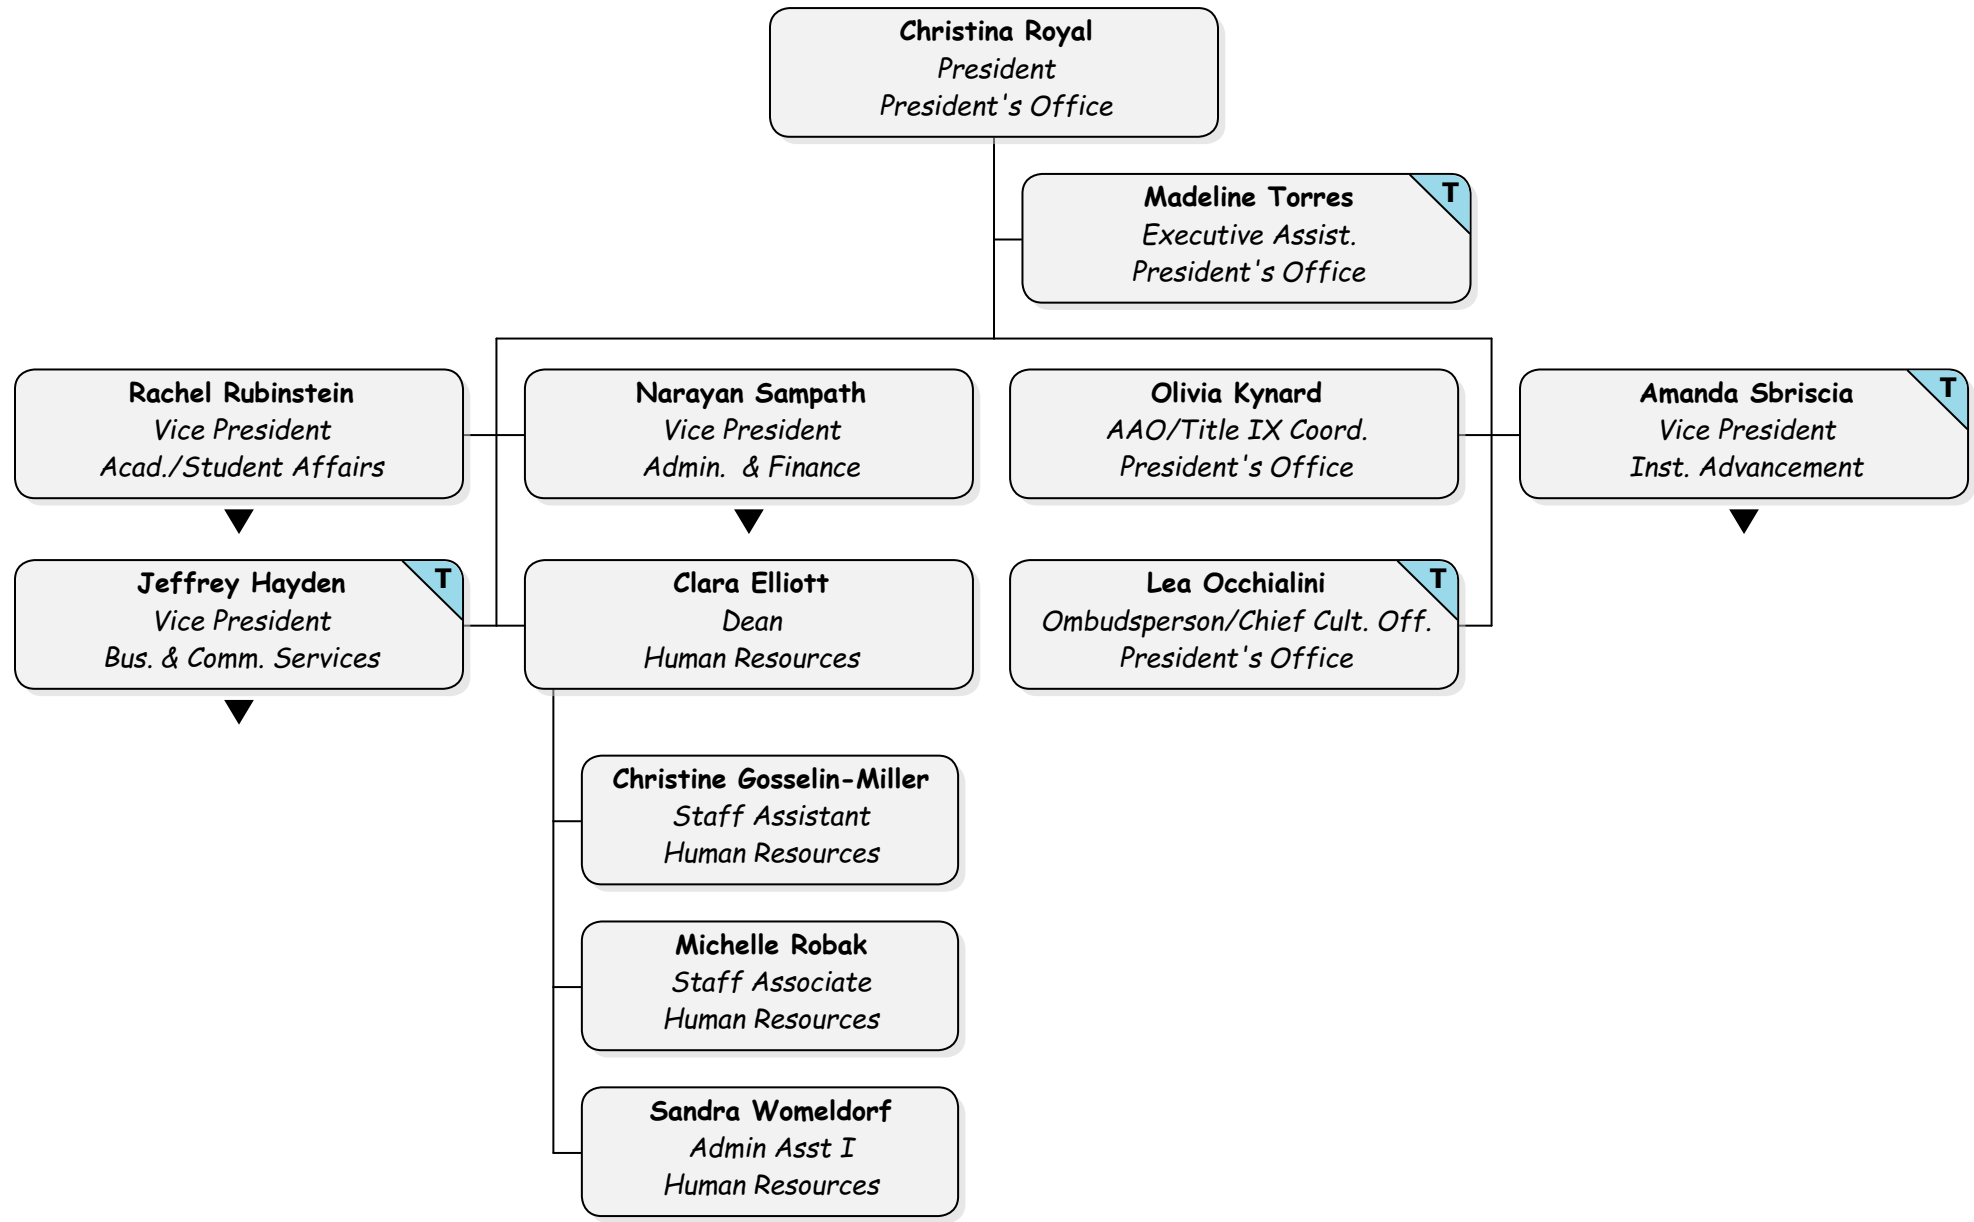 Christina Royal
President
President's Office
Madeline Torres
T
Executive Assist.
President's Office
Rachel Rubinstein
Vice President
Acad./Student Affairs
Narayan Sampath
Vice President
Admin.  & Finance
Olivia Kynard
AAO/Title IX Coord.
President's Office
Amanda Sbriscia
T
Vice President
Inst. Advancement
Jeffrey Hayden
T
Vice President
Bus. & Comm. Services
Clara Elliott
Dean
Human Resources
Lea Occhialini
T
Ombudsperson/Chief Cult. Off.
President's Office
Christine Gosselin-Miller
Staff Assistant
Human Resources
Michelle Robak
Staff Associate
Human Resources
Sandra Womeldorf
Admin Asst I
Human Resources